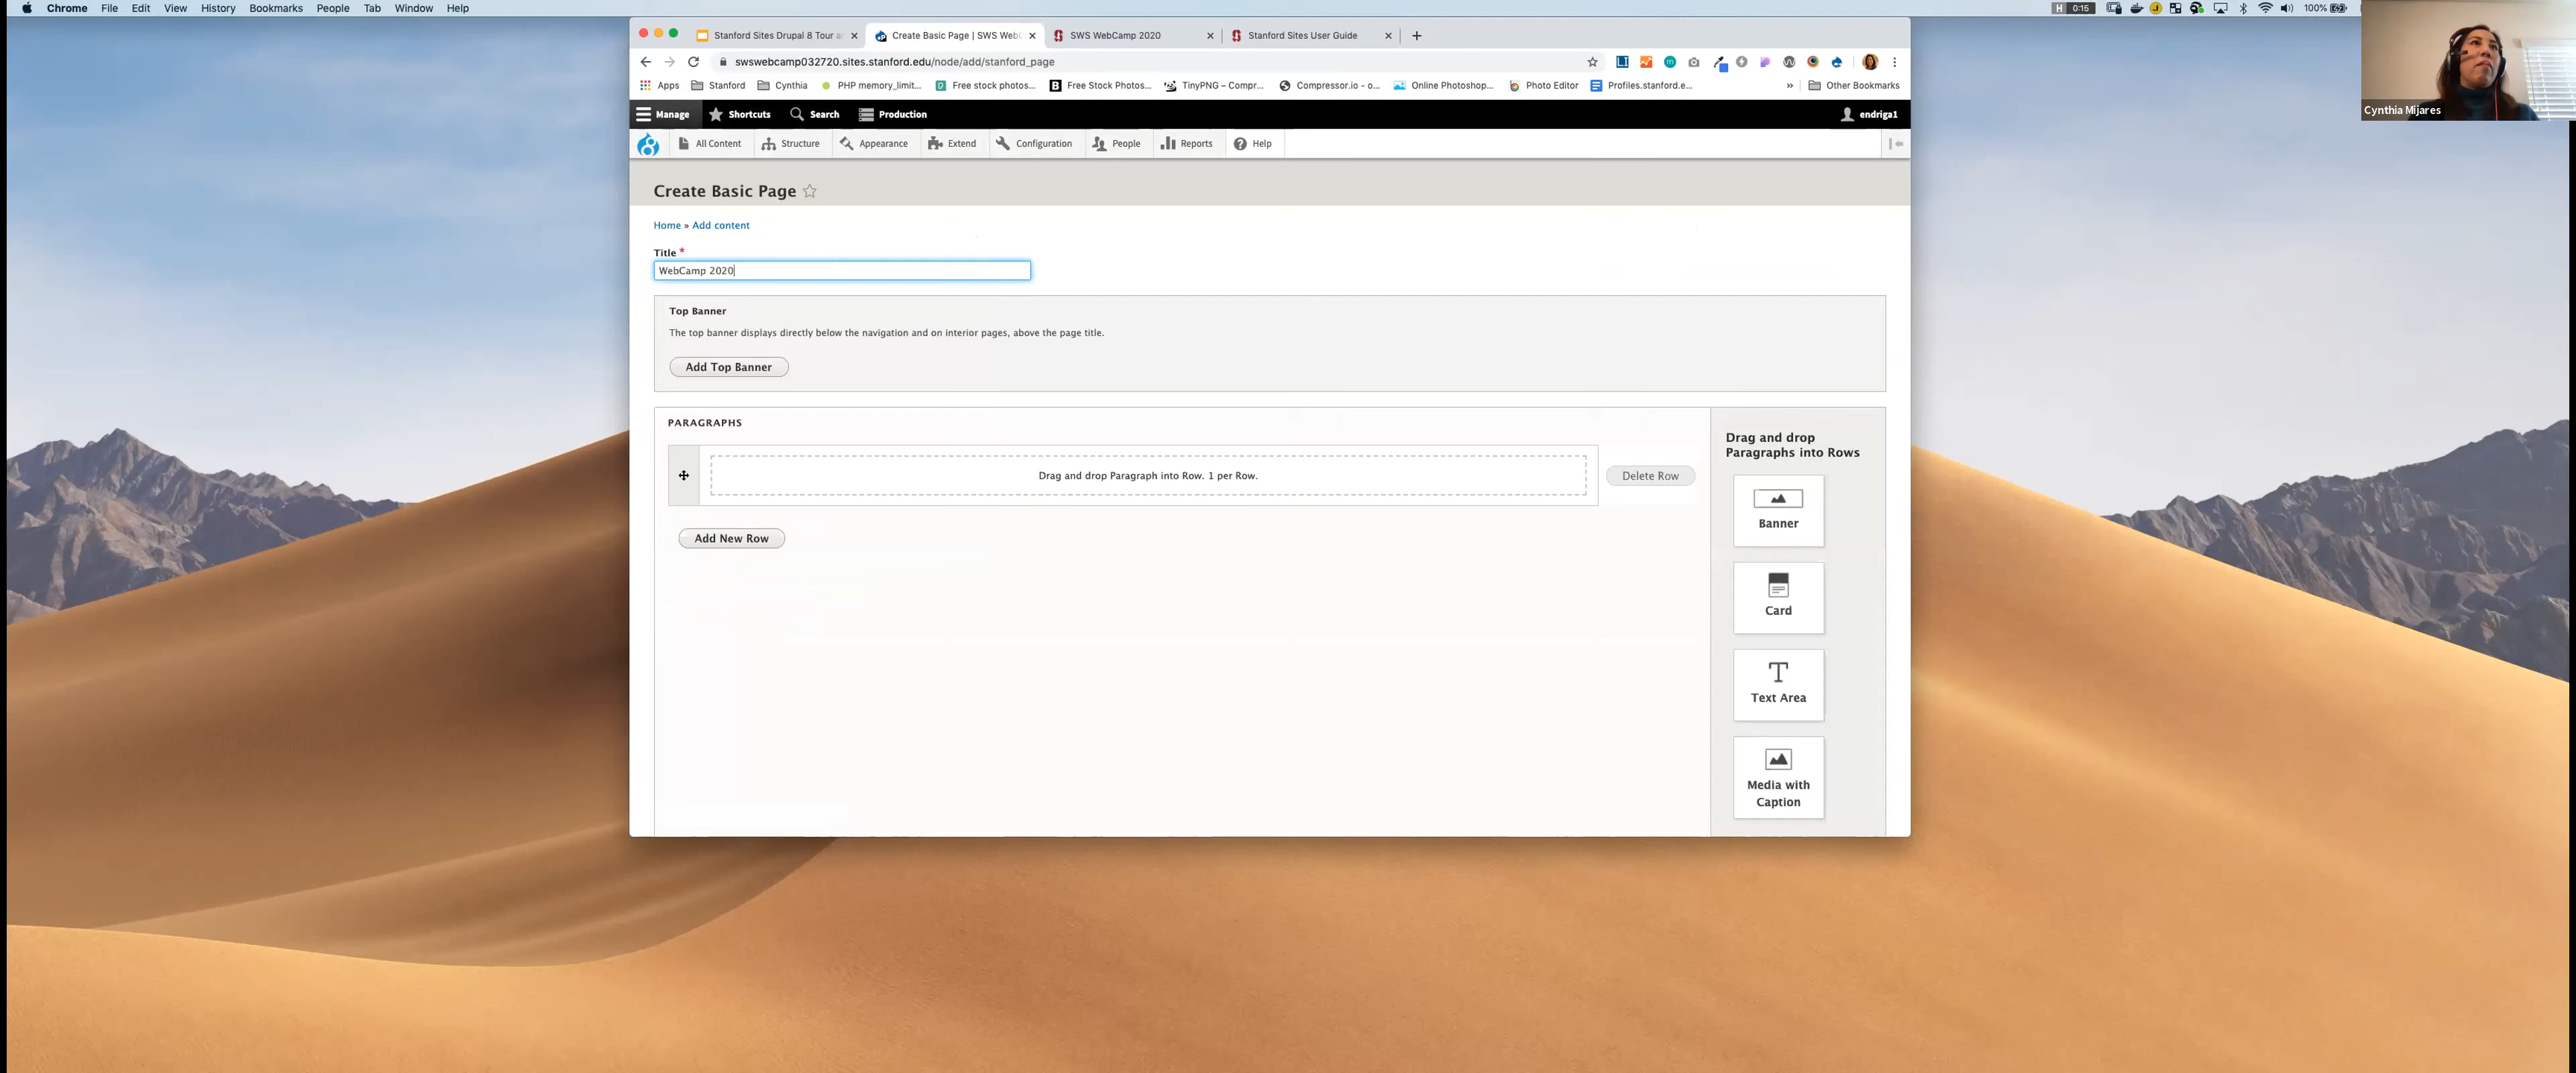 Chrome File Edit View History Bookmarks People Tab Window Help
H 0:15 100%
Cynthia Mijares
Stanford Sites Drupal 8 Tour a
Create Basic Page | SWS WebC
SWS WebCamp 2020
Stanford Sites User Guide
swswebcamp032720.sites.stanford.edu/node/add/stanford_page
Apps Stanford Cynthia PHP memory_limit... Free stock photos... Free Stock Photos... TinyPNG – Compr... Compressor.io - o... Online Photoshop... Photo Editor Profiles.stanford.e... » Other Bookmarks
Manage Shortcuts Search Production endriga1
All Content Structure Appearance Extend Configuration People Reports Help
Create Basic Page
Home » Add content
Title *
WebCamp 2020
Top Banner
The top banner displays directly below the navigation and on interior pages, above the page title.
Add Top Banner
PARAGRAPHS
Drag and drop Paragraph into Row. 1 per Row.
Delete Row
Add New Row
Drag and drop
Paragraphs into Rows
Banner
Card
Text Area
Media with
Caption